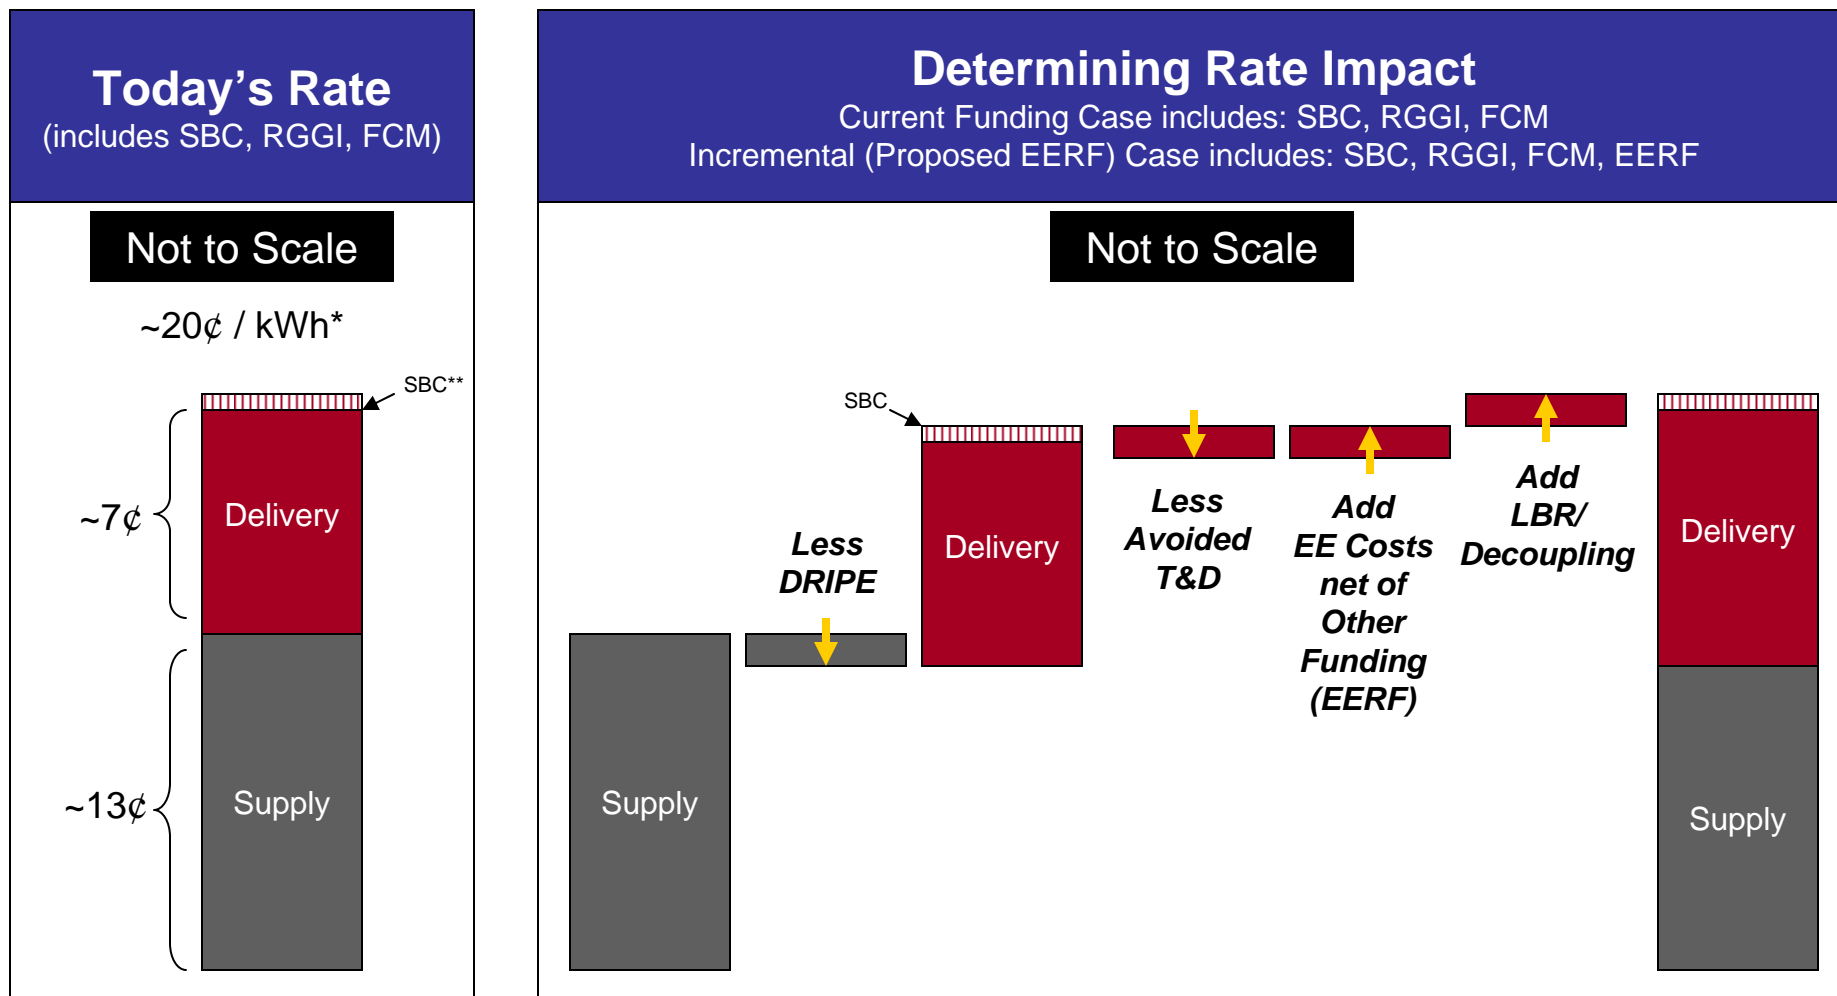 Today's Rate
(includes SBC, RGGI, FCM)
Not to Scale
~20¢ / kWh*
SBC**
~7¢
Delivery
~13¢
Supply
Determining Rate Impact
Current Funding Case includes: SBC, RGGI, FCM
Incremental (Proposed EERF) Case includes: SBC, RGGI, FCM, EERF
Not to Scale
Supply
Less
DRIPE
SBC
Delivery
Less
Avoided
T&D
Add
EE Costs
net of
Other
Funding
(EERF)
Add
LBR/
Decoupling
Delivery
Supply